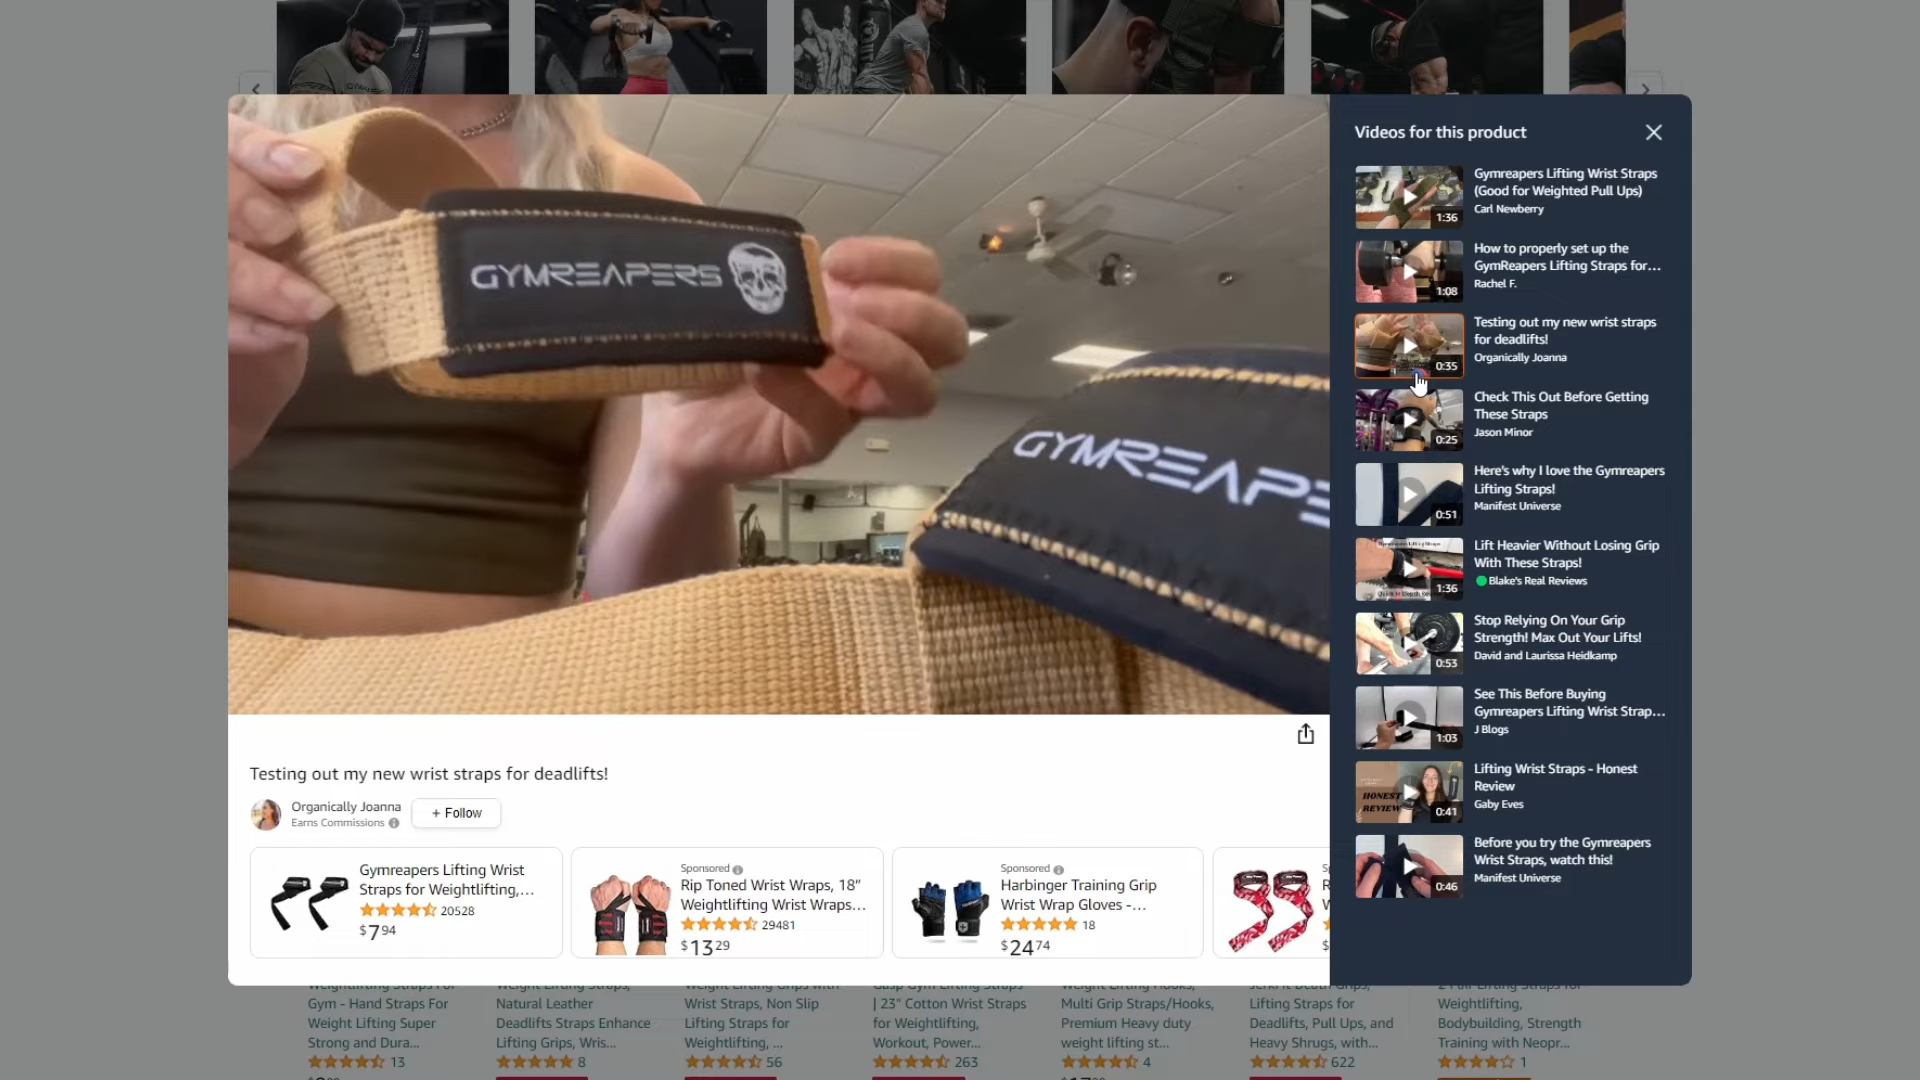 GYMREAPERS
GYMREAPE
Testing out my new wrist straps for deadlifts!
Organically Joanna
Earns Commissions
+ Follow
Gymreapers Lifting Wrist
Straps for Weightlifting,...
20528
$7 94
Sponsored
Rip Toned Wrist Wraps, 18”
Weightlifting Wrist Wraps...
29481
$13 29
Sponsored
Harbinger Training Grip
Wrist Wrap Gloves -...
18
$24 74
Videos for this product
1:36
Gymreapers Lifting Wrist Straps
(Good for Weighted Pull Ups)
Carl Newberry
1:08
How to properly set up the
GymReapers Lifting Straps for...
Rachel F.
0:35
Testing out my new wrist straps
for deadlifts!
Organically Joanna
0:25
Check This Out Before Getting
These Straps
Jason Minor
0:51
Here's why I love the Gymreapers
Lifting Straps!
Manifest Universe
1:36
Lift Heavier Without Losing Grip
With These Straps!
Blake's Real Reviews
0:53
Stop Relying On Your Grip
Strength! Max Out Your Lifts!
David and Laurissa Heidkamp
1:03
See This Before Buying
Gymreapers Lifting Wrist Strap...
J Blogs
HONEST
REVIEW
0:41
Lifting Wrist Straps - Honest
Review
Gaby Eves
0:46
Before you try the Gymreapers
Wrist Straps, watch this!
Manifest Universe
Gym - Hand Straps For
Weight Lifting Super
Strong and Dura...
13
Natural Leather
Deadlifts Straps Enhance
Lifting Grips, Wris...
8
Wrist Straps, Non Slip
Lifting Straps for
Weightlifting, ...
56
| 23" Cotton Wrist Straps
for Weightlifting,
Workout, Power...
263
Multi Grip Straps/Hooks,
Premium Heavy duty
weight lifting st...
4
Lifting Straps for
Deadlifts, Pull Ups, and
Heavy Shrugs, with...
622
Weightlifting,
Bodybuilding, Strength
Training with Neopr...
1